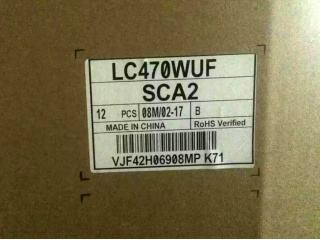 LC470WUF
SCA2
12 PCS 08M/02-17 B
MADE IN CHINA RoHS Verified
VJF42H06908MP K71